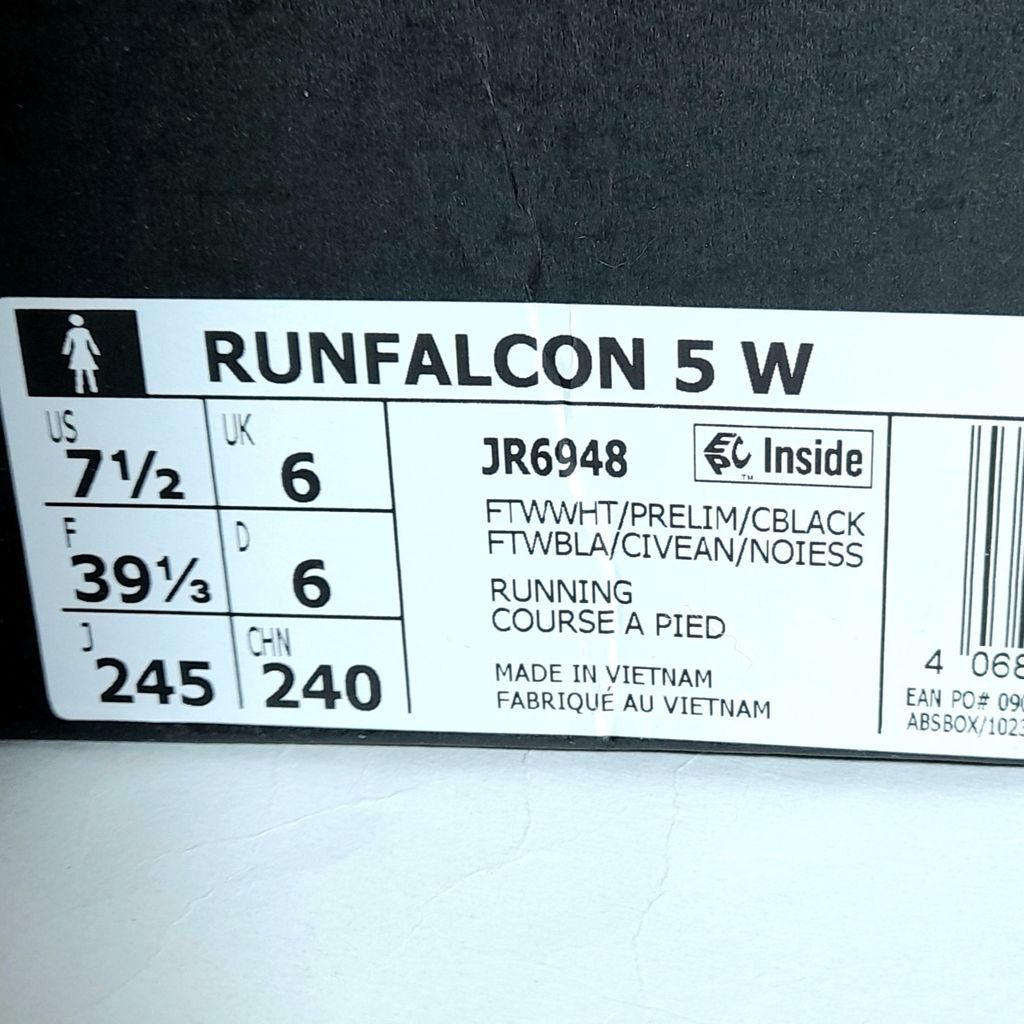 RUNFALCON 5 W
US 7½ UK 6
F 39⅓ D 6
J 245 CHN 240
JR6948 Inside
FTWWHT/PRELIM/CBLACK
FTWBLA/CIVEAN/NOIESS
RUNNING
COURSE A PIED
MADE IN VIETNAM
FABRIQUÉ AU VIETNAM
4 068
EAN PO# 090
ABSBOX/1023